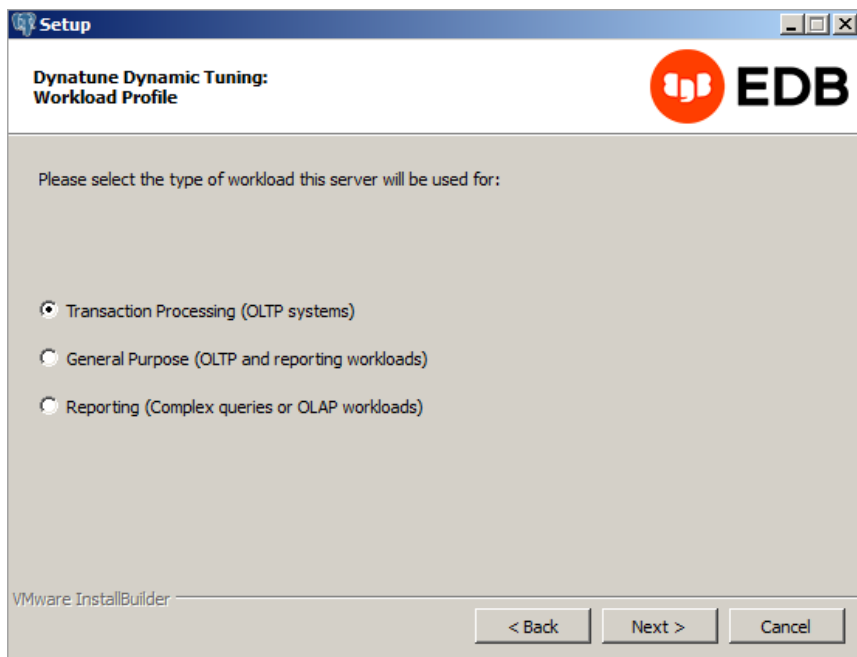 Setup
Dynatune Dynamic Tuning:
Workload Profile
EDB
Please select the type of workload this server will be used for:
Transaction Processing (OLTP systems)
General Purpose (OLTP and reporting workloads)
Reporting (Complex queries or OLAP workloads)
VMware InstallBuilder
< Back
Next >
Cancel